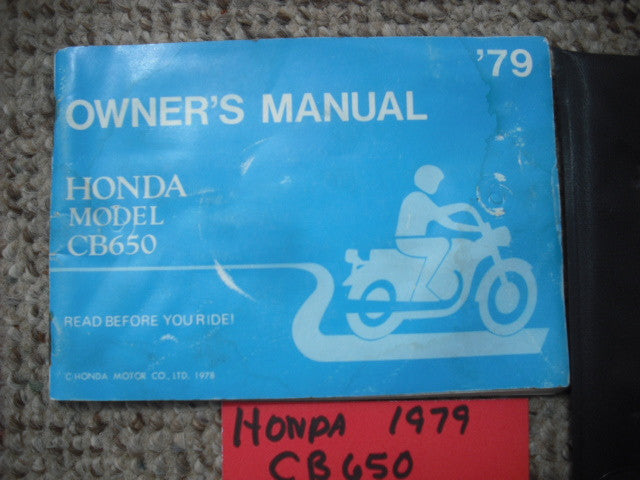 '79
OWNER'S MANUAL
HONDA
MODEL
CB650
READ BEFORE YOU RIDE!
© HONDA MOTOR CO., LTD. 1978
HONDA 1979
CB650